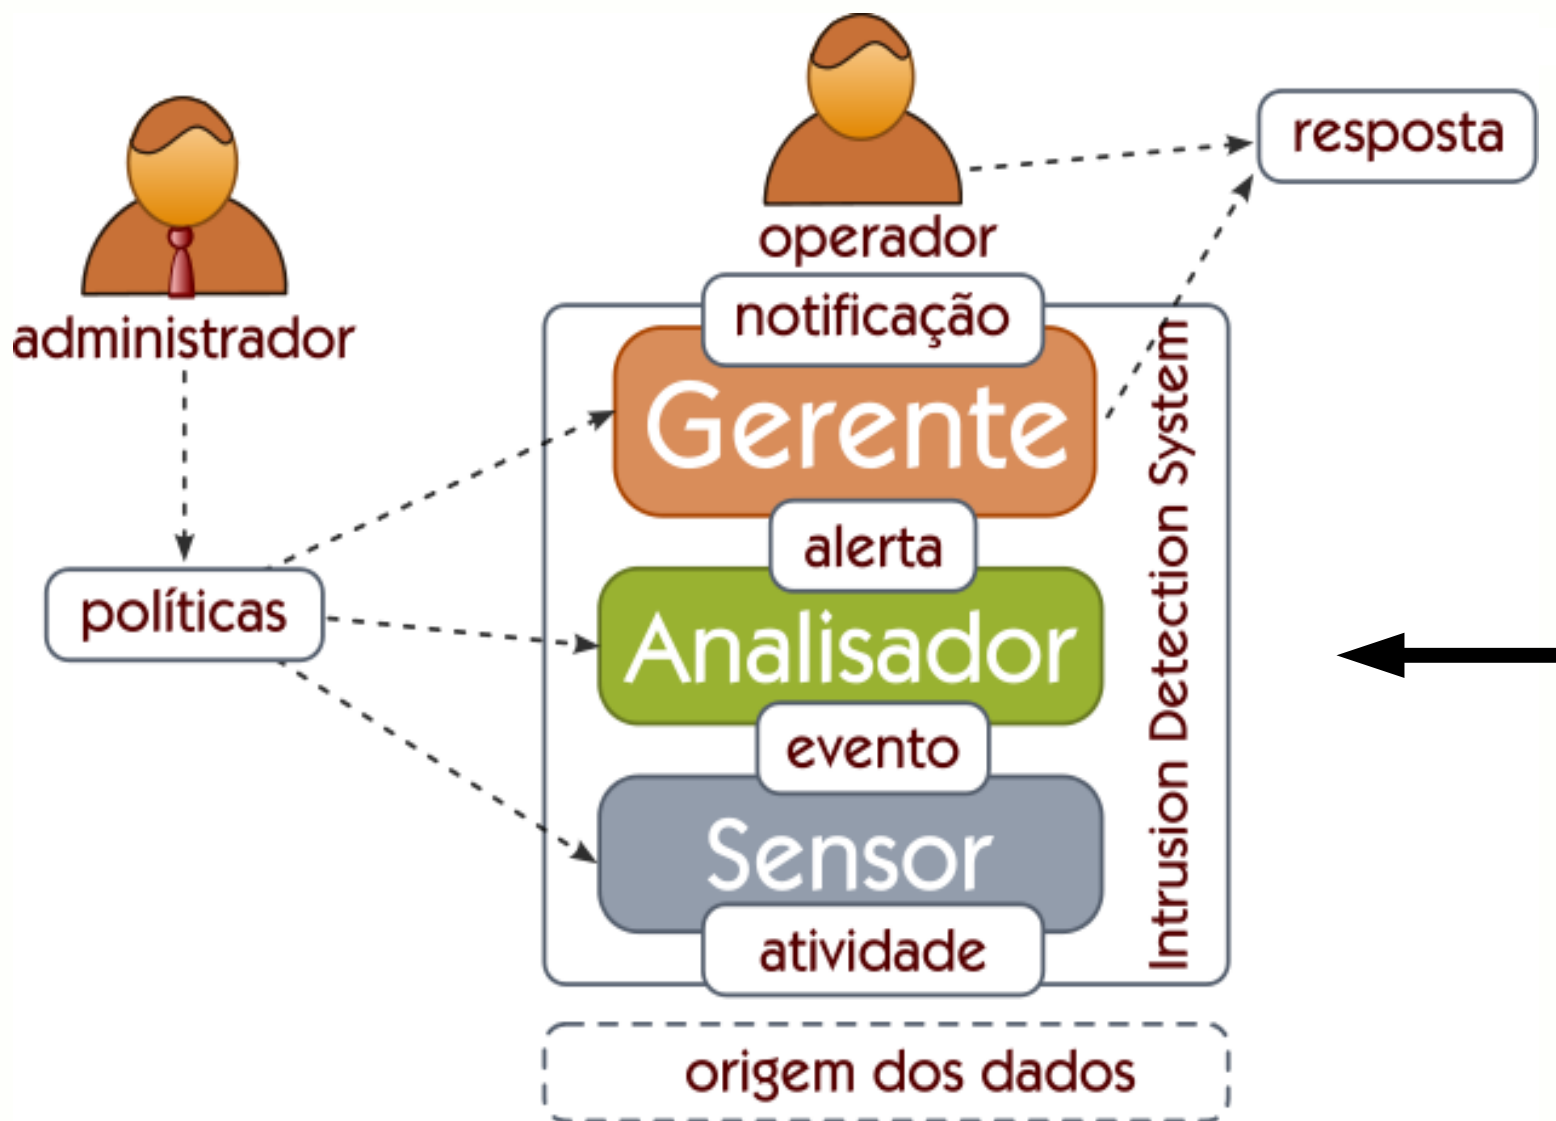 operador
resposta
administrador
notificação
Gerente
alerta
políticas
Analisador
evento
Sensor
atividade
Intrusion Detection System
origem dos dados